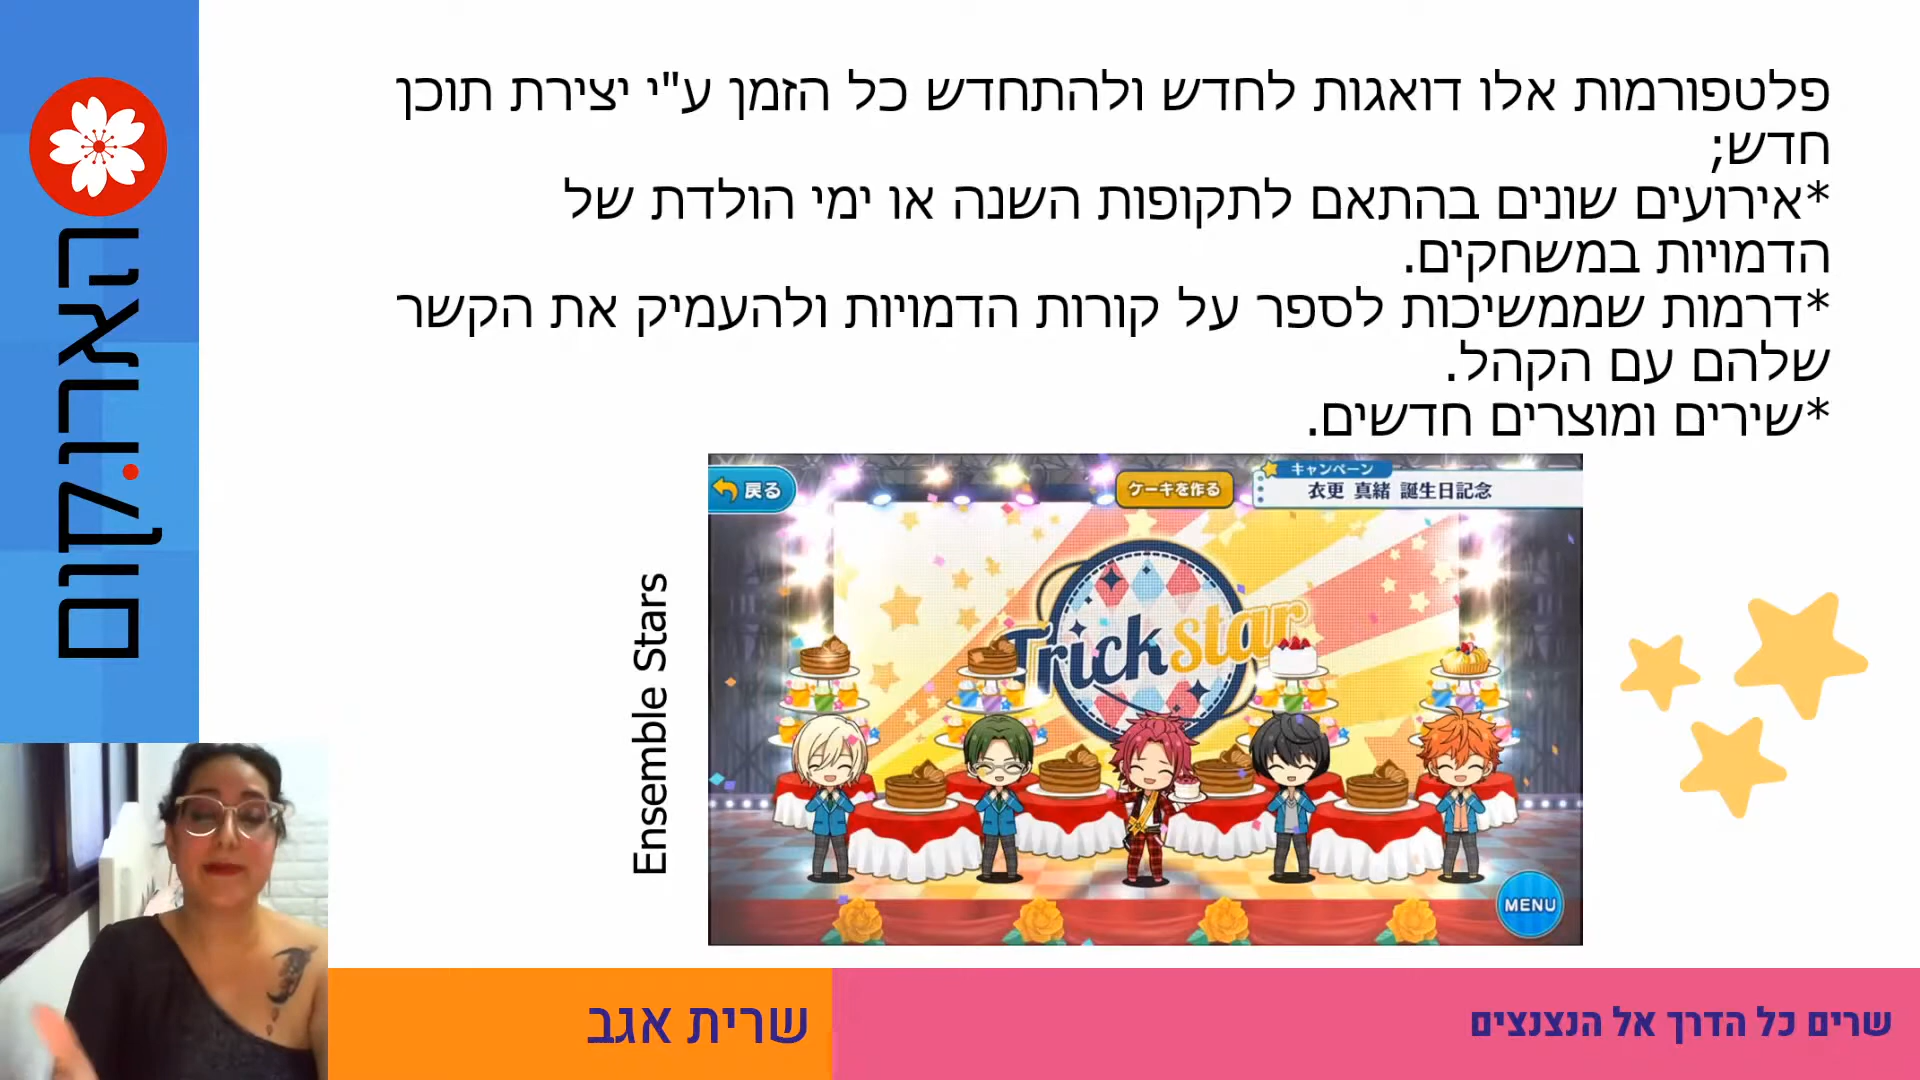 פלטפורמות אלו דואגות לחדש ולהתחדש כל הזמן ע"י יצירת תוכן
חדש;
*אירועים שונים בהתאם לתקופות השנה או ימי הולדת של
הדמויות במשחקים.
*דרמות שממשיכות לספר על קורות הדמויות ולהעמיק את הקשר
שלהם עם הקהל.
*שירים ומוצרים חדשים.
הארו.קום
Ensemble Stars
戻る
ケーキを作る
キャンペーン
衣更 真緒 誕生日記念
Trickstar
MENU
שרית אגב
שרים כל הדרך אל הנצנצים